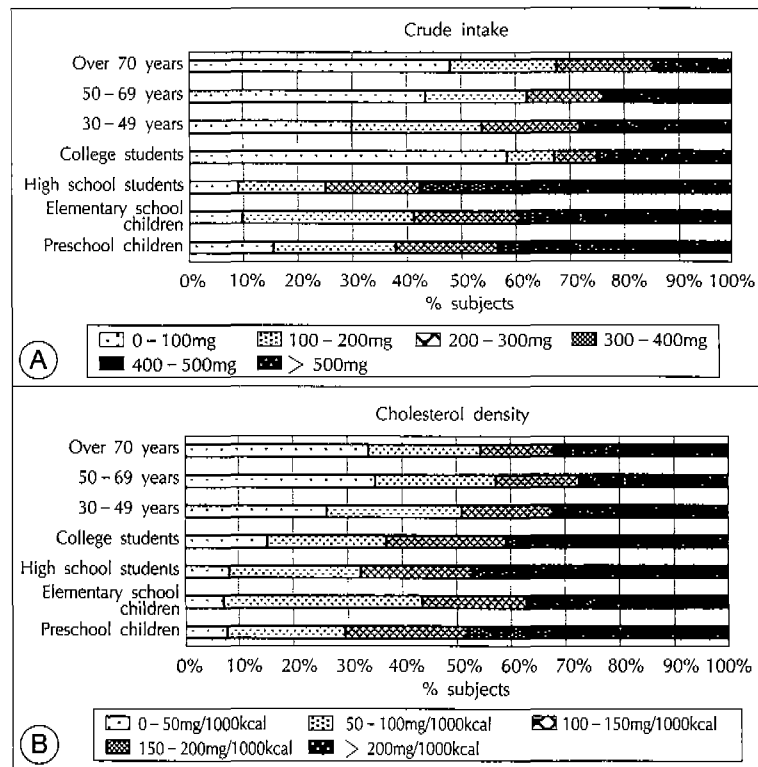 Crude intake
Over 70 years
50 – 69 years
30 – 49 years
College students
High school students
Elementary school
children
Preschool children
0% 10% 20% 30% 40% 50% 60% 70% 80% 90% 100%
% subjects
0 – 100mg 100 – 200mg 200 – 300mg 300 – 400mg
400 – 500mg > 500mg
A
Cholesterol density
Over 70 years
50 – 69 years
30 – 49 years
College students
High school students
Elementary school
children
Preschool children
0% 10% 20% 30% 40% 50% 60% 70% 80% 90% 100%
% subjects
0 – 50mg/1000kcal 50 – 100mg/1000kcal 100 – 150mg/1000kcal
150 – 200mg/1000kcal > 200mg/1000kcal
B